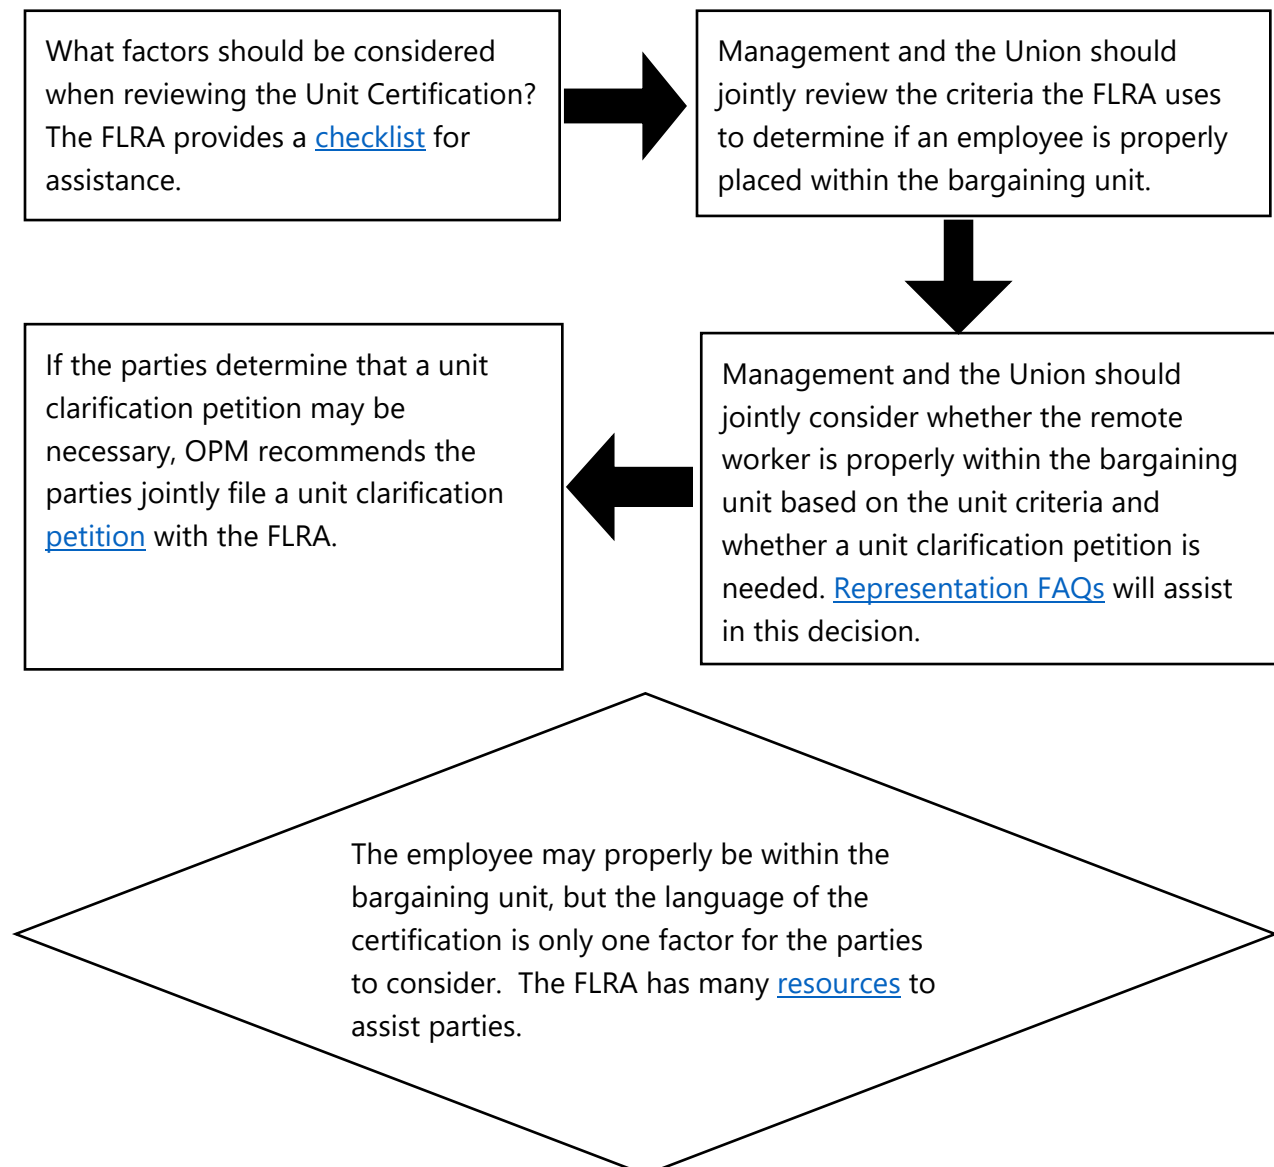 What factors should be considered
when reviewing the Unit Certification?
The FLRA provides a checklist for
assistance.
Management and the Union should
jointly review the criteria the FLRA uses
to determine if an employee is properly
placed within the bargaining unit.
Management and the Union should
jointly consider whether the remote
worker is properly within the bargaining
unit based on the unit criteria and
whether a unit clarification petition is
needed. Representation FAQs will assist
in this decision.
If the parties determine that a unit
clarification petition may be
necessary, OPM recommends the
parties jointly file a unit clarification
petition with the FLRA.
The employee may properly be within the
bargaining unit, but the language of the
certification is only one factor for the parties
to consider.  The FLRA has many resources to
assist parties.